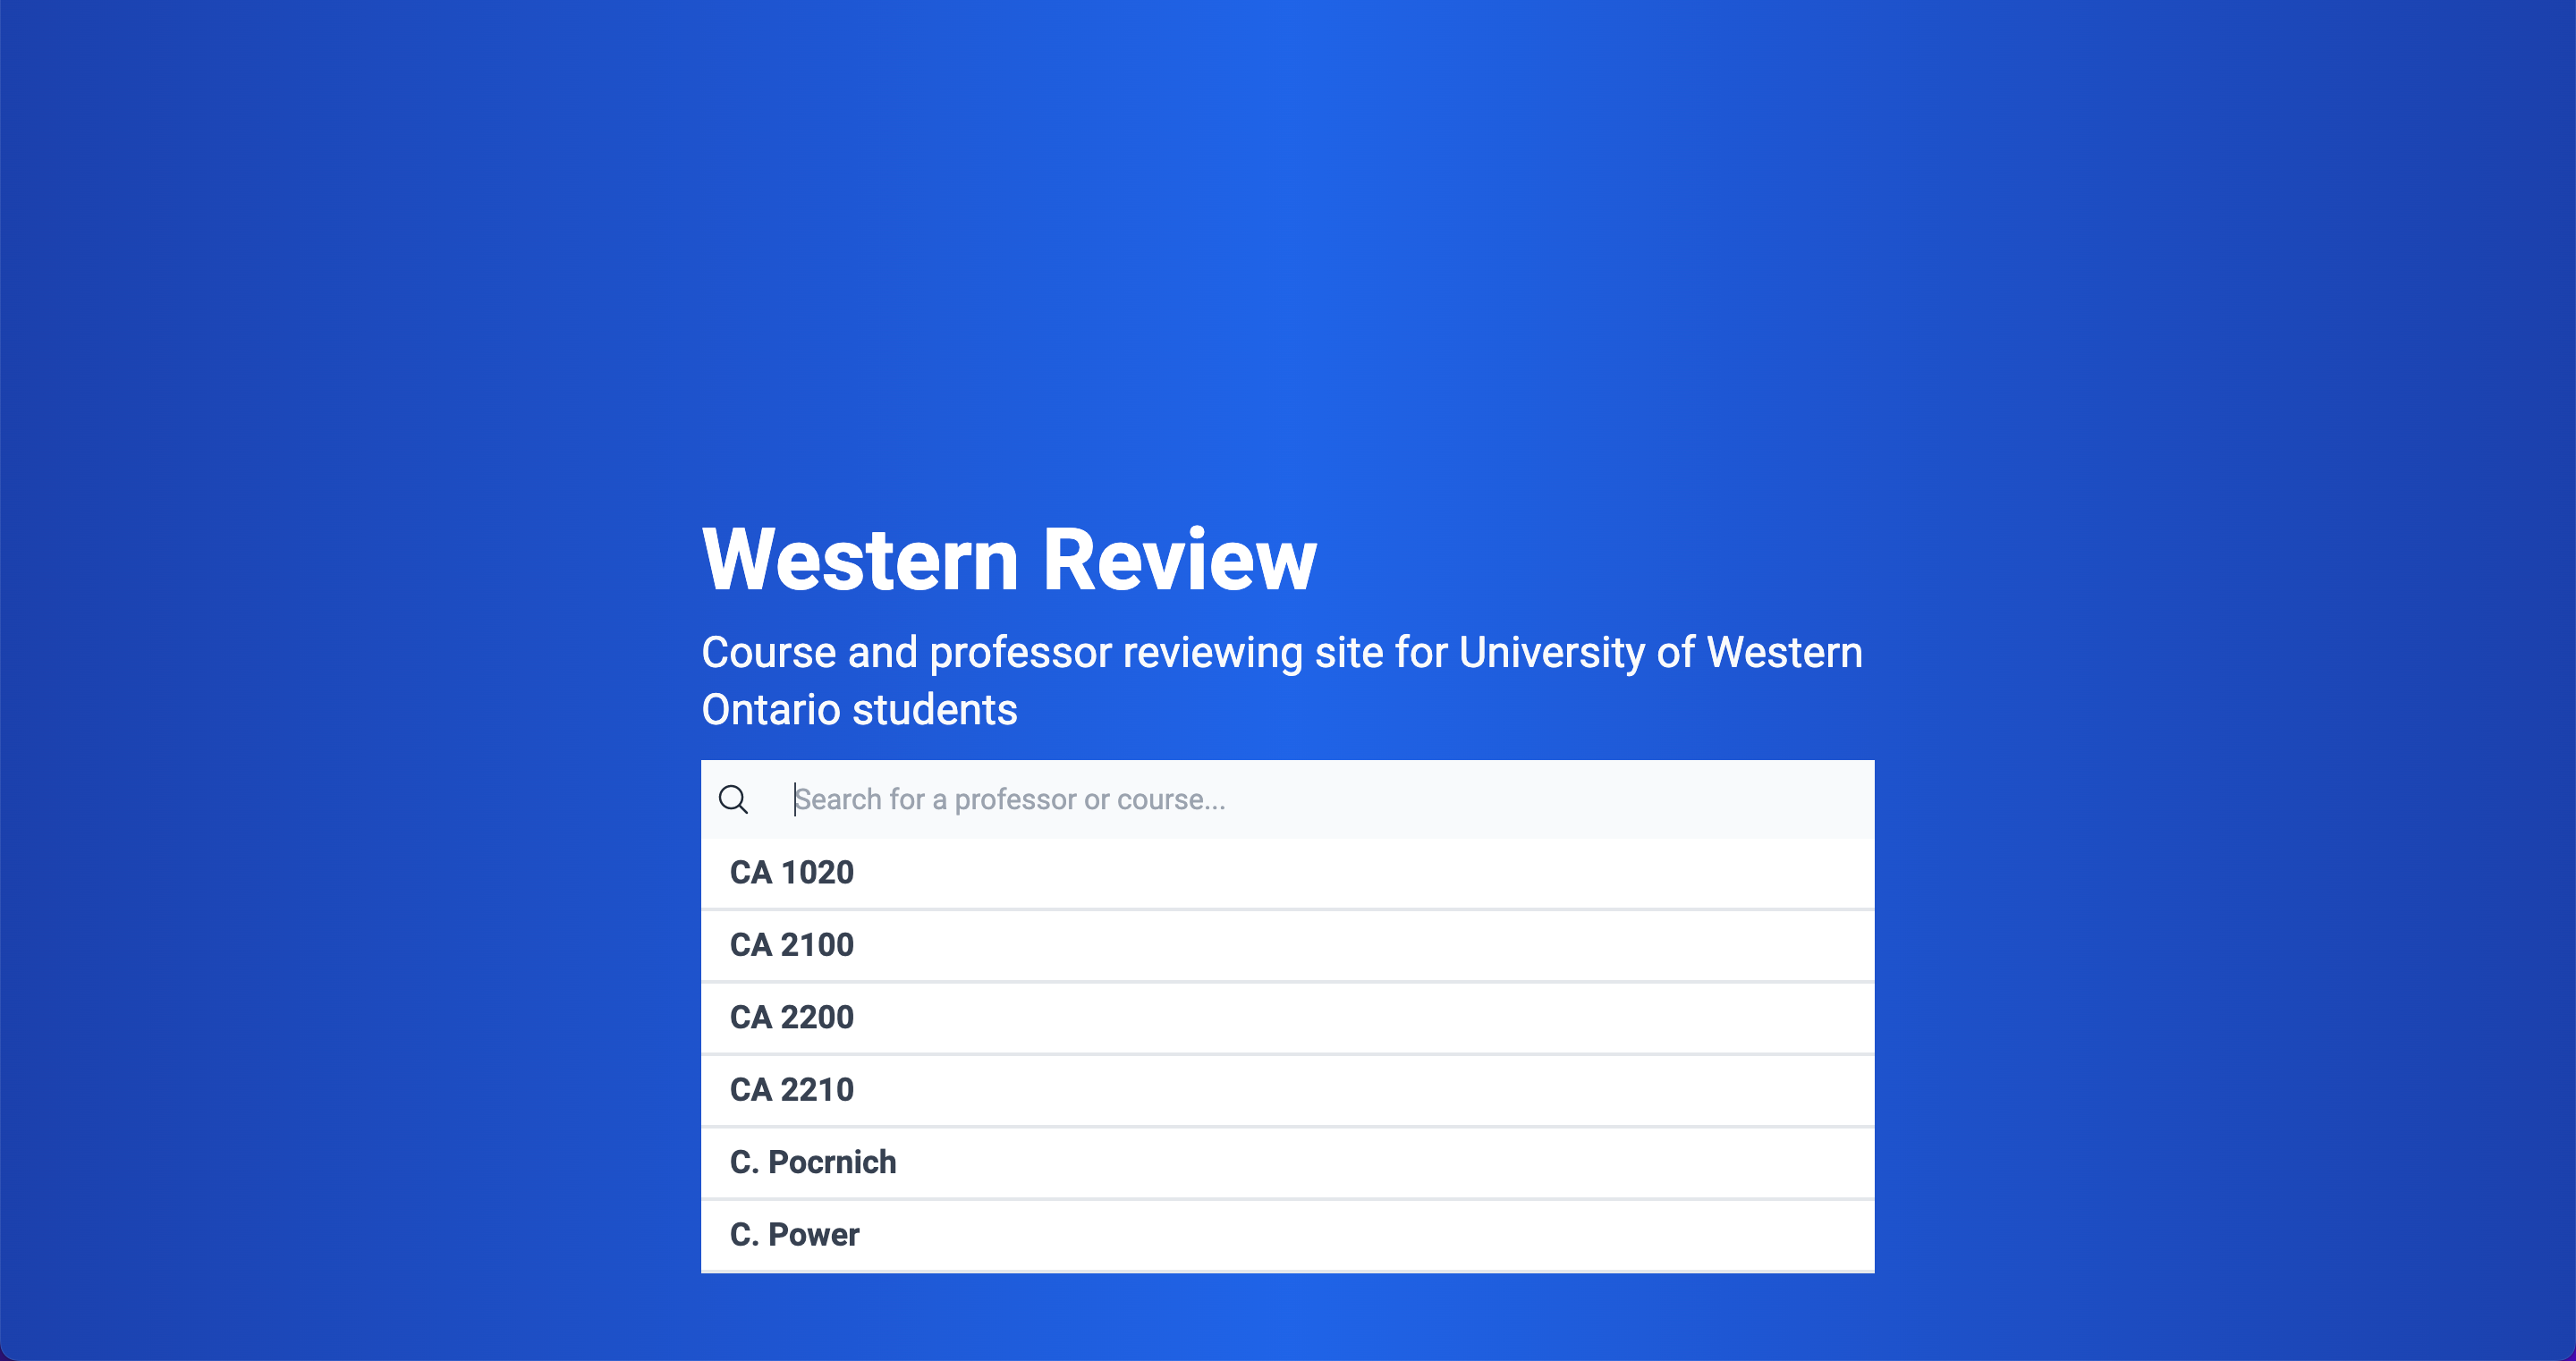 Western Review
Course and professor reviewing site for University of Western
Ontario students
Search for a professor or course...
CA 1020
CA 2100
CA 2200
CA 2210
C. Pocrnich
C. Power